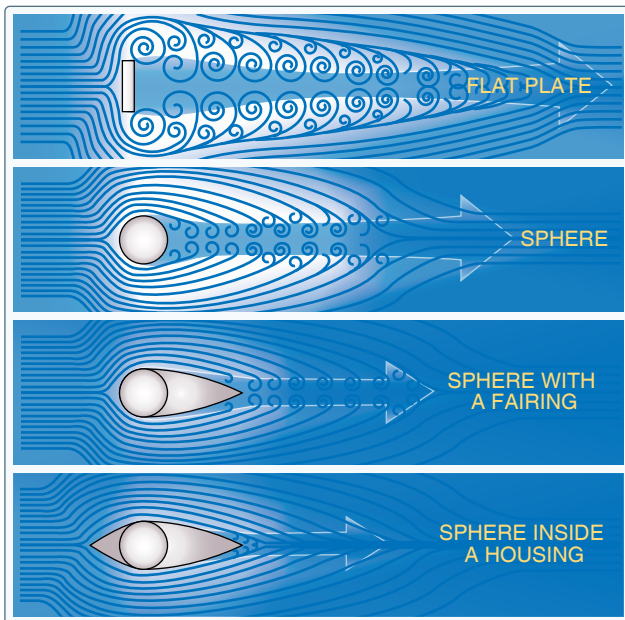 FLAT PLATE
SPHERE
SPHERE WITH
A FAIRING
SPHERE INSIDE
A HOUSING